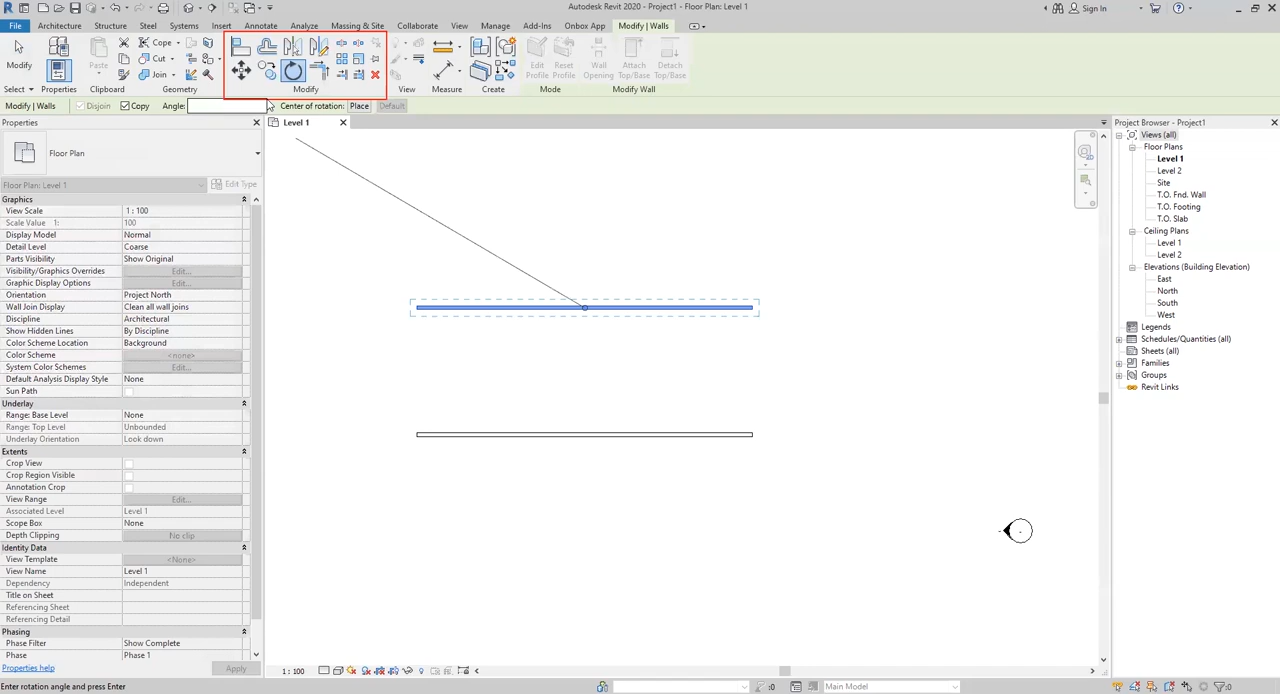 Autodesk Revit 2020 - Project1 - Floor Plan: Level 1
Sign In
File Architecture Structure Steel Systems Insert Annotate Analyze Massing & Site Collaborate View Manage Add-Ins Onbox App Modify | Walls
Modify
Paste
Cope
Cut
Join
Edit Profile
Reset Profile
Wall Opening
Attach Top/Base
Detach Top/Base
Select Properties Clipboard Geometry Modify View Measure Create Mode Modify Wall
Modify | Walls Disjoin Copy Angle: Center of rotation: Place Default
Properties
Level 1
Project Browser - Project1
Floor Plan
Floor Plan: Level 1 Edit Type
Graphics
View Scale 1 : 100
Scale Value 1: 100
Display Model Normal
Detail Level Coarse
Parts Visibility Show Original
Visibility/Graphics Overrides Edit...
Graphic Display Options Edit...
Orientation Project North
Wall Join Display Clean all wall joins
Discipline Architectural
Show Hidden Lines By Discipline
Color Scheme Location Background
Color Scheme <none>
System Color Schemes Edit...
Default Analysis Display Style None
Sun Path
Underlay
Range: Base Level None
Range: Top Level Unbounded
Underlay Orientation Look down
Extents
Crop View
Crop Region Visible
Annotation Crop
View Range Edit...
Associated Level Level 1
Scope Box None
Depth Clipping No clip
Identity Data
View Template <None>
View Name Level 1
Dependency Independent
Title on Sheet
Referencing Sheet
Referencing Detail
Phasing
Phase Filter Show Complete
Phase Phase 1
Properties help Apply
Views (all)
Floor Plans
Level 1
Level 2
Site
T.O. Fnd. Wall
T.O. Footing
T.O. Slab
Ceiling Plans
Level 1
Level 2
Elevations (Building Elevation)
East
North
South
West
Legends
Schedules/Quantities (all)
Sheets (all)
Families
Groups
Revit Links
1 : 100
Enter rotation angle and press Enter
:0
Main Model
:0